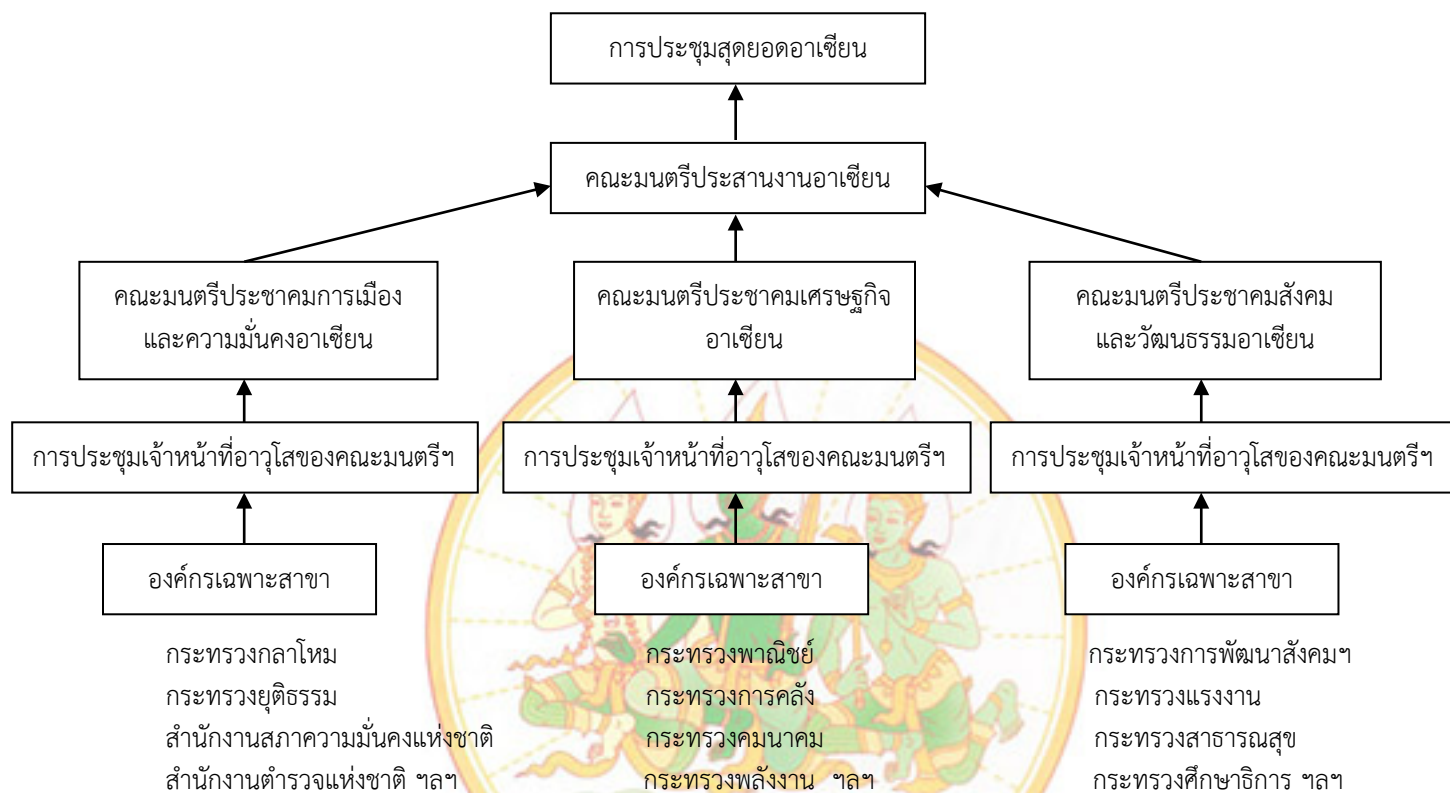 การประชุมสุดยอดอาเซียน
คณะมนตรีประสานงานอาเซียน
คณะมนตรีประชาคมการเมือง
และความมั่นคงอาเซียน
คณะมนตรีประชาคมเศรษฐกิจ
อาเซียน
คณะมนตรีประชาคมสังคม
และวัฒนธรรมอาเซียน
การประชุมเจ้าหน้าที่อาวุโสของคณะมนตรีฯ
การประชุมเจ้าหน้าที่อาวุโสของคณะมนตรีฯ
การประชุมเจ้าหน้าที่อาวุโสของคณะมนตรีฯ
องค์กรเฉพาะสาขา
องค์กรเฉพาะสาขา
องค์กรเฉพาะสาขา
กระทรวงกลาโหม
กระทรวงยุติธรรม
สำนักงานสภาความมั่นคงแห่งชาติ
สำนักงานตำรวจแห่งชาติ ฯลฯ
กระทรวงพาณิชย์
กระทรวงการคลัง
กระทรวงคมนาคม
กระทรวงพลังงาน ฯลฯ
กระทรวงการพัฒนาสังคมฯ
กระทรวงแรงงาน
กระทรวงสาธารณสุข
กระทรวงศึกษาธิการ ฯลฯ